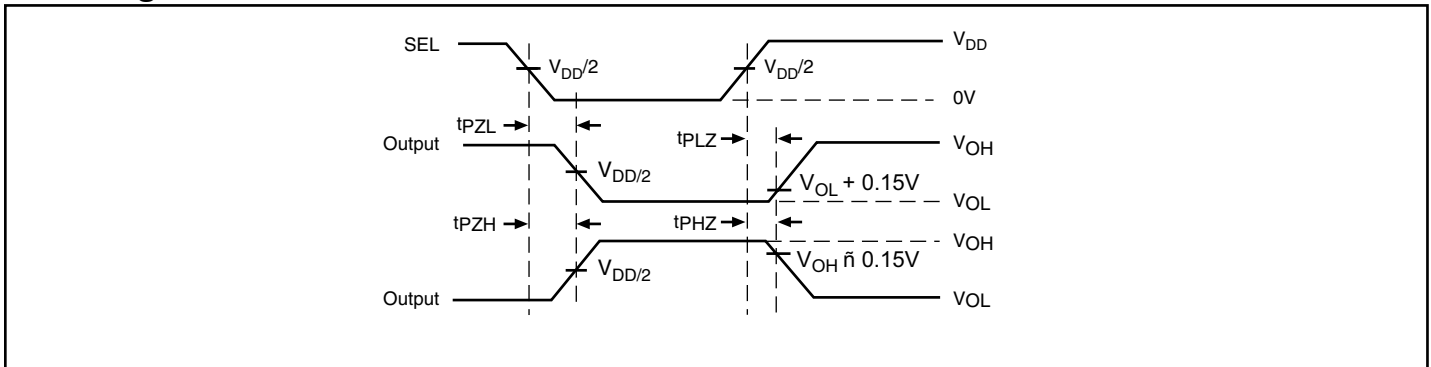 SEL
VDD/2
VDD/2
VDD
0V
tPZL
tPLZ
Output
VDD/2
VOH
VOL + 0.15V
VOL
tPZH
tPHZ
VOH
VDD/2
VOH ñ 0.15V
Output
VOL